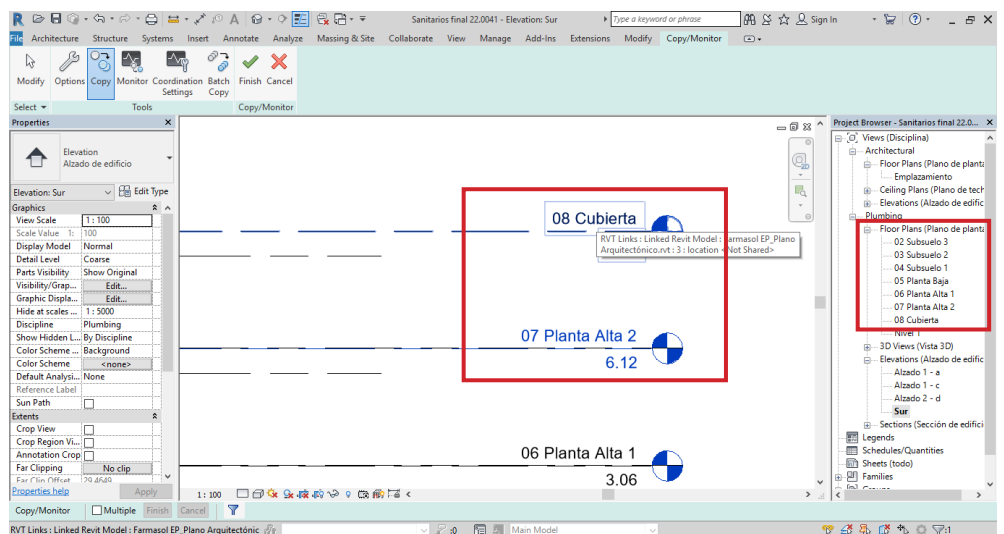 Sanitarios final 22.0041 - Elevation: Sur
Type a keyword or phrase
Sign In
File Architecture Structure Systems Insert Annotate Analyze Massing & Site Collaborate View Manage Add-Ins Extensions Modify Copy/Monitor
Modify Options Copy Monitor Coordination Settings Batch Copy Finish Cancel
Select Tools Copy/Monitor
Properties
Elevation
Alzado de edificio
Elevation: Sur Edit Type
Graphics
View Scale 1 : 100
Scale Value 1: 100
Display Model Normal
Detail Level Coarse
Parts Visibility Show Original
Visibility/Grap... Edit...
Graphic Displa... Edit...
Hide at scales ... 1 : 5000
Discipline Plumbing
Show Hidden L... By Discipline
Color Scheme ... Background
Color Scheme <none>
Default Analysi... None
Reference Label
Sun Path
Extents
Crop View
Crop Region Vi...
Annotation Crop
Far Clipping No clip
Far Clip Offset 29.4649
Properties help Apply
08 Cubierta
RVT Links : Linked Revit Model : Farmasol EP_Plano
Arquitectónico.rvt : 3 : location <Not Shared>
07 Planta Alta 2
6.12
06 Planta Alta 1
3.06
1 : 100
Project Browser - Sanitarios final 22.0...
Views (Disciplina)
Architectural
Floor Plans (Plano de planta
Emplazamiento
Ceiling Plans (Plano de tech
Elevations (Alzado de edific
Plumbing
Floor Plans (Plano de planta
02 Subsuelo 3
03 Subsuelo 2
04 Subsuelo 1
05 Planta Baja
06 Planta Alta 1
07 Planta Alta 2
08 Cubierta
Nivel 1
3D Views (Vista 3D)
Elevations (Alzado de edific
Alzado 1 - a
Alzado 1 - c
Alzado 2 - d
Sur
Sections (Sección de edifici
Legends
Schedules/Quantities
Sheets (todo)
Families
Groups
Copy/Monitor Multiple Finish Cancel
RVT Links : Linked Revit Model : Farmasol EP_Plano Arquitectónic :0 Main Model :1